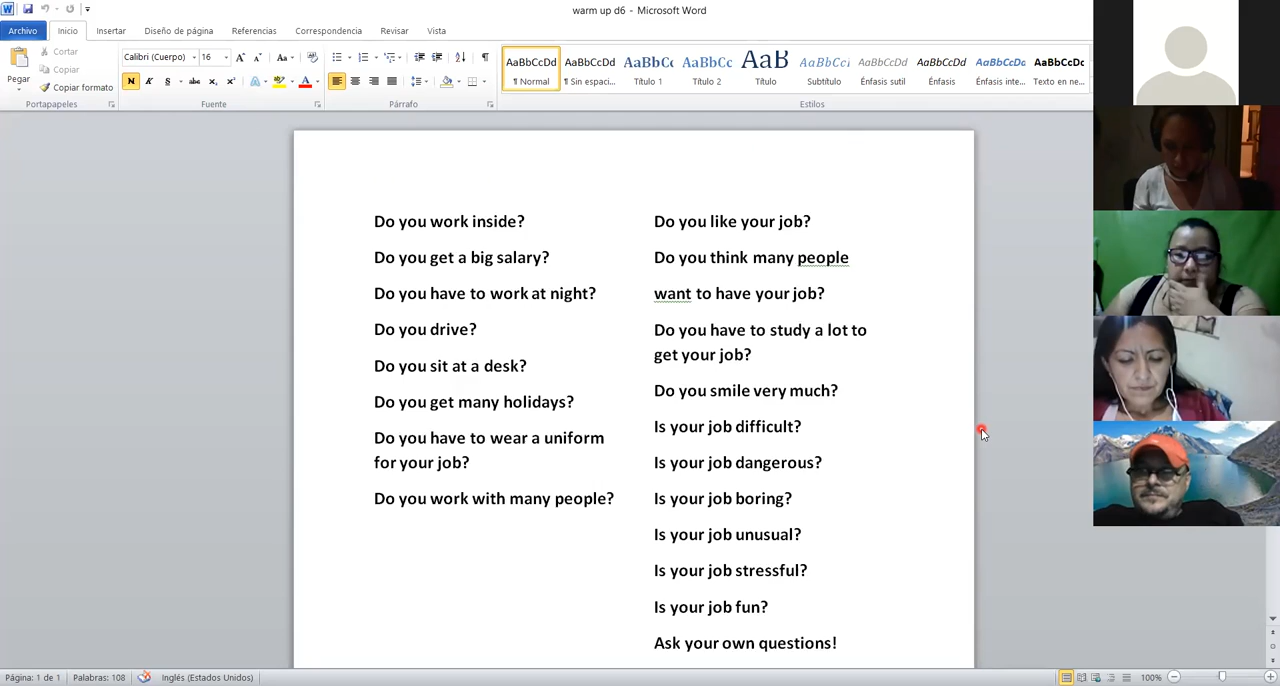 warm up d6 - Microsoft Word
Archivo
Inicio
Insertar
Diseño de página
Referencias
Correspondencia
Revisar
Vista
Pegar
Cortar
Copiar
Copiar formato
Portapapeles
Calibri (Cuerpo)
16
Fuente
Párrafo
AaBbCcDd
¶ Normal
AaBbCcDd
¶ Sin espaci...
AaBbCc
Título 1
AaBbCc
Título 2
AaB
Título
AaBbCcL
Subtítulo
AaBbCcDd
Énfasis sutil
AaBbCcDd
Énfasis
AaBbCcDd
Énfasis inte...
AaBbCcDc
Texto en ne...
Estilos
Do you work inside?
Do you get a big salary?
Do you have to work at night?
Do you drive?
Do you sit at a desk?
Do you get many holidays?
Do you have to wear a uniform
for your job?
Do you work with many people?
Do you like your job?
Do you think many people
want to have your job?
Do you have to study a lot to
get your job?
Do you smile very much?
Is your job difficult?
Is your job dangerous?
Is your job boring?
Is your job unusual?
Is your job stressful?
Is your job fun?
Ask your own questions!
Página: 1 de 1
Palabras: 108
Inglés (Estados Unidos)
100%